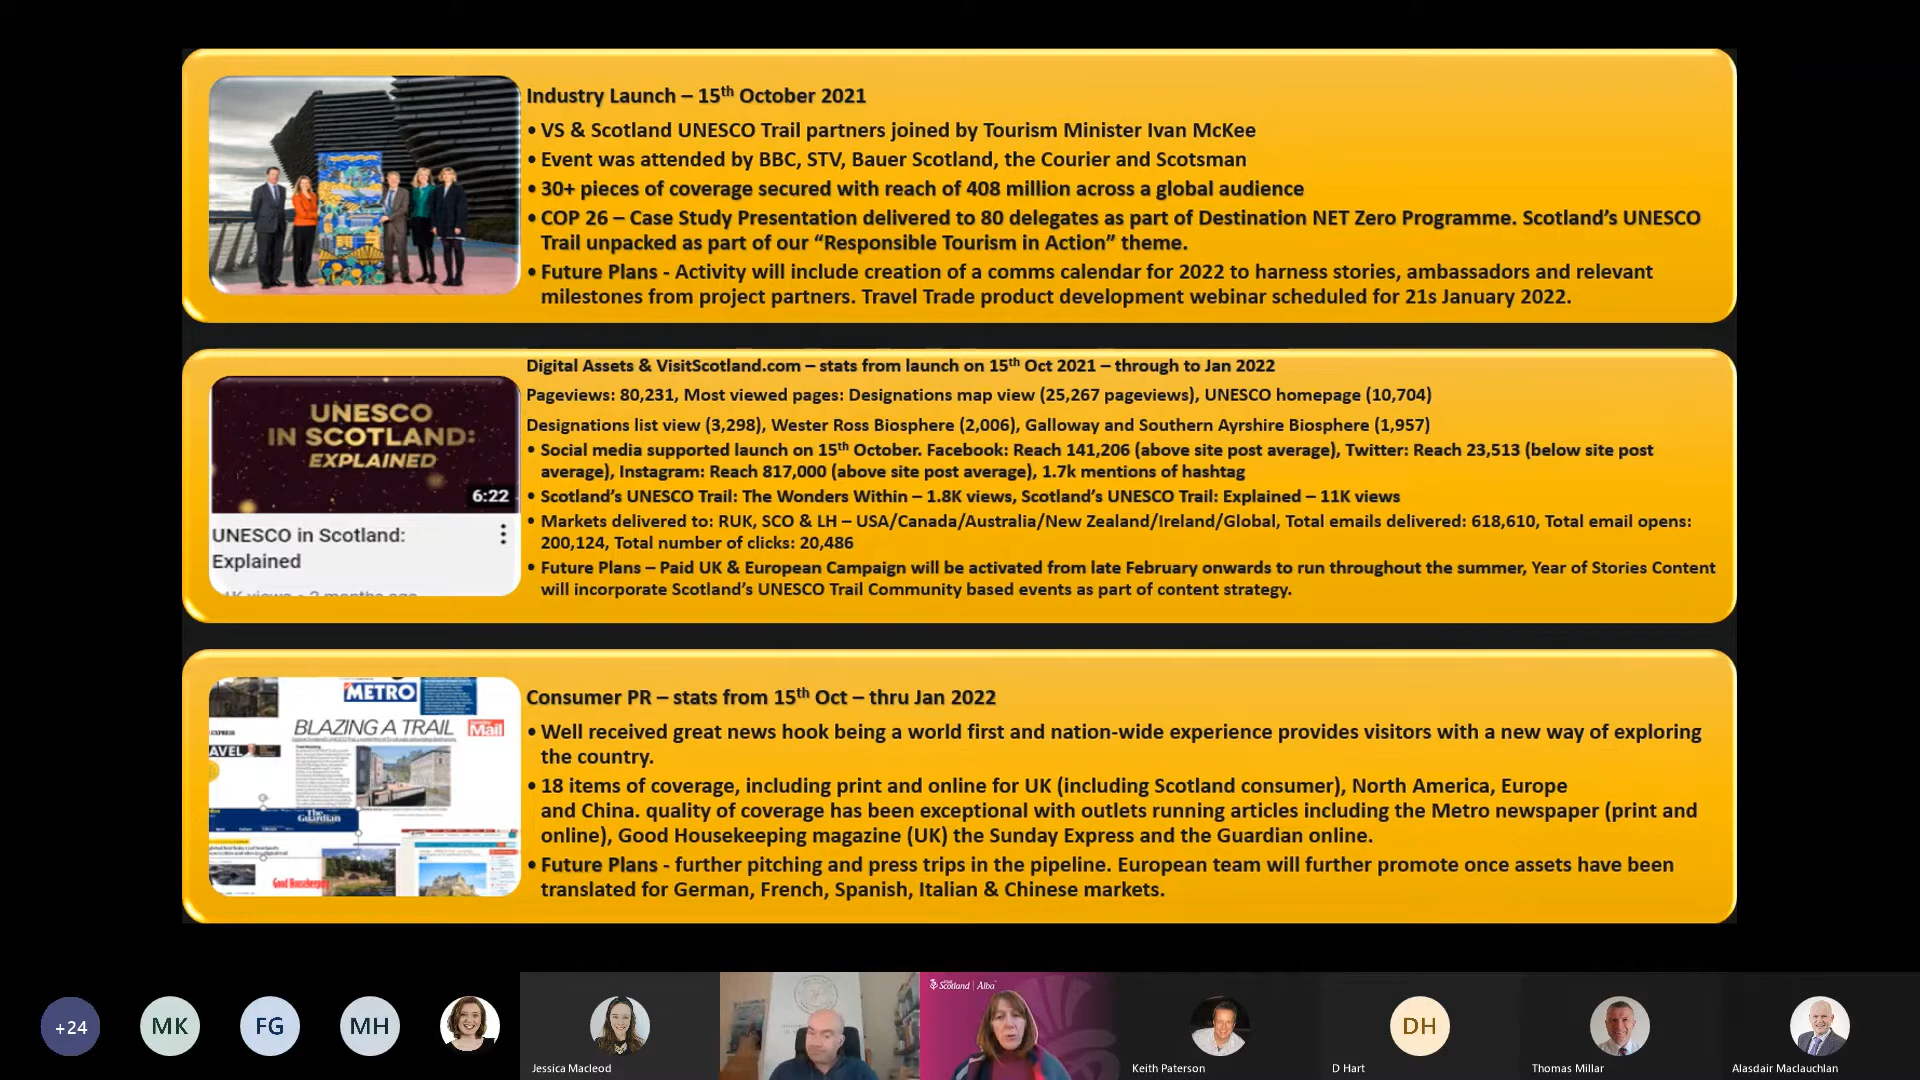 Industry Launch – 15th October 2021
• VS & Scotland UNESCO Trail partners joined by Tourism Minister Ivan McKee
• Event was attended by BBC, STV, Bauer Scotland, the Courier and Scotsman
• 30+ pieces of coverage secured with reach of 408 million across a global audience
• COP 26 – Case Study Presentation delivered to 80 delegates as part of Destination NET Zero Programme. Scotland’s UNESCO
Trail unpacked as part of our “Responsible Tourism in Action” theme.
• Future Plans - Activity will include creation of a comms calendar for 2022 to harness stories, ambassadors and relevant
milestones from project partners. Travel Trade product development webinar scheduled for 21s January 2022.
UNESCO
IN SCOTLAND:
EXPLAINED
6:22
UNESCO in Scotland:
Explained
Digital Assets & VisitScotland.com – stats from launch on 15th Oct 2021 – through to Jan 2022
Pageviews: 80,231, Most viewed pages: Designations map view (25,267 pageviews), UNESCO homepage (10,704)
Designations list view (3,298), Wester Ross Biosphere (2,006), Galloway and Southern Ayrshire Biosphere (1,957)
• Social media supported launch on 15th October. Facebook: Reach 141,206 (above site post average), Twitter: Reach 23,513 (below site post
average), Instagram: Reach 817,000 (above site post average), 1.7k mentions of hashtag
• Scotland’s UNESCO Trail: The Wonders Within – 1.8K views, Scotland’s UNESCO Trail: Explained – 11K views
• Markets delivered to: RUK, SCO & LH – USA/Canada/Australia/New Zealand/Ireland/Global, Total emails delivered: 618,610, Total email opens:
200,124, Total number of clicks: 20,486
• Future Plans – Paid UK & European Campaign will be activated from late February onwards to run throughout the summer, Year of Stories Content
will incorporate Scotland’s UNESCO Trail Community based events as part of content strategy.
METRO
BLAZING A TRAIL
Mail
EXPRESS
AVEL
The Guardian
Good Housekeeping
Consumer PR – stats from 15th Oct – thru Jan 2022
• Well received great news hook being a world first and nation-wide experience provides visitors with a new way of exploring
the country.
• 18 items of coverage, including print and online for UK (including Scotland consumer), North America, Europe
and China. quality of coverage has been exceptional with outlets running articles including the Metro newspaper (print and
online), Good Housekeeping magazine (UK) the Sunday Express and the Guardian online.
• Future Plans - further pitching and press trips in the pipeline. European team will further promote once assets have been
translated for German, French, Spanish, Italian & Chinese markets.
+24
MK
FG
MH
Jessica Macleod
Scotland | Alba
Keith Paterson
DH
D Hart
Thomas Millar
Alasdair Maclauchlan